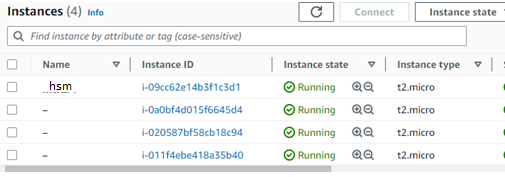 Instances (4) Info
Connect Instance state
Find instance by attribute or tag (case-sensitive)
Name Instance ID Instance state Instance type
hsm i-09cc62e14b3f1c3d1 Running t2.micro
– i-0a0bf4d015f6645d4 Running t2.micro
– i-020587bf58cb18c94 Running t2.micro
– i-011f4ebe418a35b40 Running t2.micro